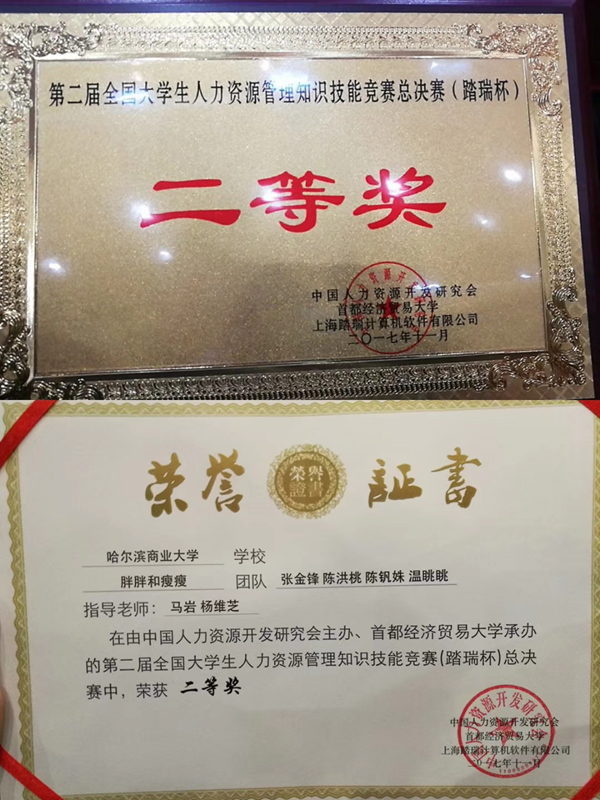 第二届全国大学生人力资源管理知识技能竞赛总决赛（踏瑞杯）
二等奖
中国人力资源开发研究会
首都经济贸易大学
上海踏瑞计算机软件有限公司
二〇一七年十一月
荣誉 榮譽證書 証書
哈尔滨商业大学 学校
胖胖和瘦瘦 团队 张金锋 陈洪桃 陈钒妹 温眺眺
指导老师：马岩 杨维芝
在由中国人力资源开发研究会主办、首都经济贸易大学承办
的第二届全国大学生人力资源管理知识技能竞赛(踏瑞杯)总决
赛中，荣获 二等奖
中国人力资源开发研究会
首都经济贸易大学
上海踏瑞计算机软件有限公司
二〇一七年十一月